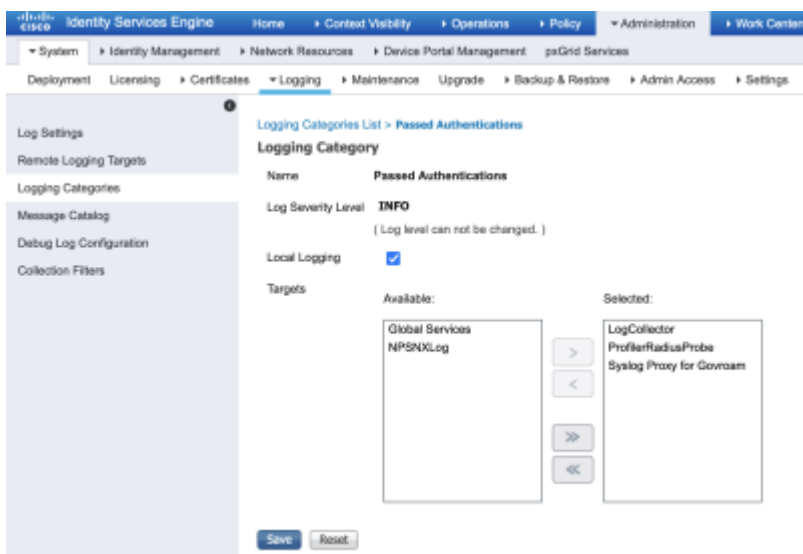 cisco Identity Services Engine Home Context Visibility Operations Policy Administration Work Center
System Identity Management Network Resources Device Portal Management pxGrid Services
Deployment Licensing Certificates Logging Maintenance Upgrade Backup & Restore Admin Access Settings
Log Settings
Remote Logging Targets
Logging Categories
Message Catalog
Debug Log Configuration
Collection Filters
Logging Categories List > Passed Authentications
Logging Category
Name Passed Authentications
Log Severity Level INFO
( Log level can not be changed. )
Local Logging
Targets
Available: Selected:
Global Services
NPSNXLog
>
<
>>
<<
LogCollector
ProfilerRadiusProbe
Syslog Proxy for Govroam
Save Reset